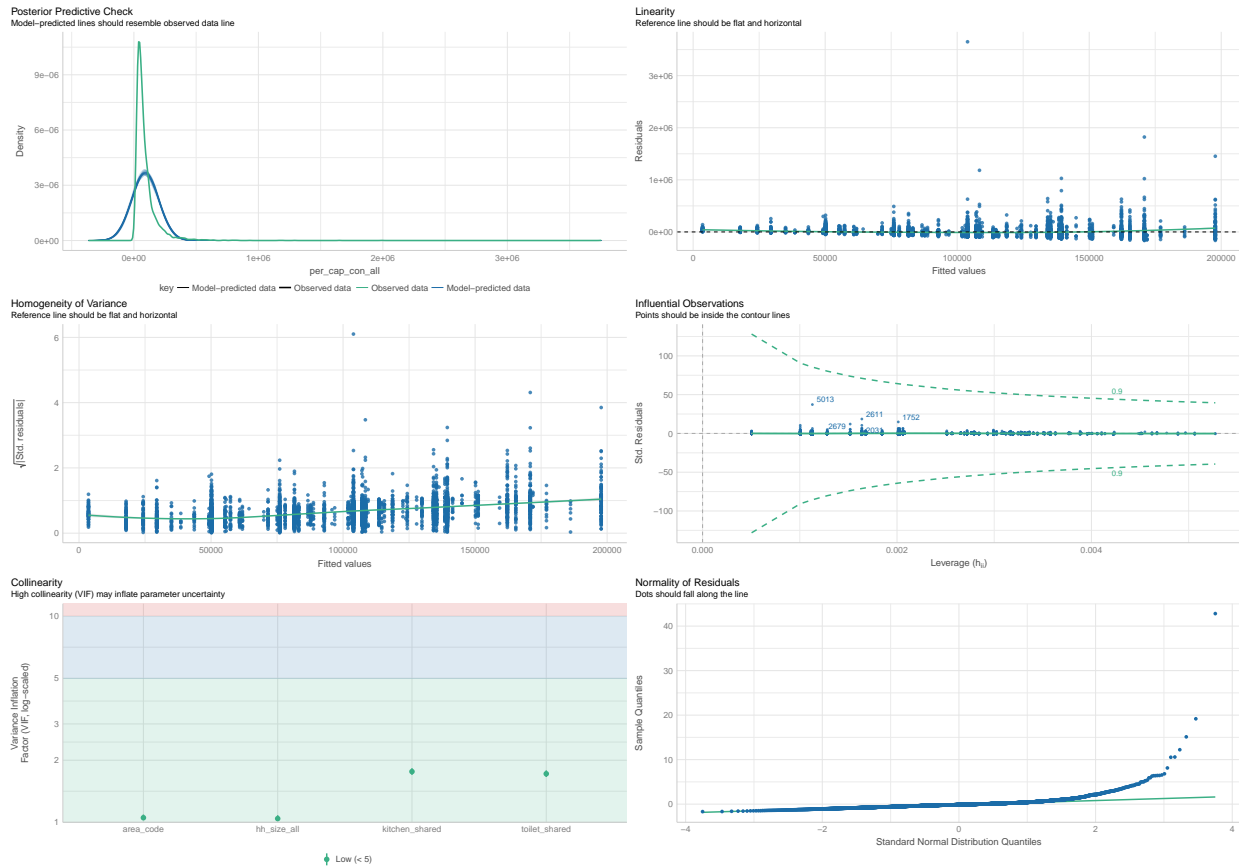 Posterior Predictive Check
Model−predicted lines should resemble observed data line
9e−06
6e−06
3e−06
0e+00
Density
0e+00
1e+06
2e+06
3e+06
per_cap_con_all
key
Model−predicted data
Observed data
Observed data
Model−predicted data
Linearity
Reference line should be flat and horizontal
3e+06
2e+06
1e+06
0e+00
Residuals
0
50000
100000
150000
200000
Fitted values
Homogeneity of Variance
Reference line should be flat and horizontal
6
4
2
0
√|Std. residuals|
0
50000
100000
150000
200000
Fitted values
Influential Observations
Points should be inside the contour lines
100
50
0
−50
−100
Std. Residuals
0.9
5013
2611
1752
2679
2031
0.9
0.000
0.002
0.004
Leverage (hii)
Collinearity
High collinearity (VIF) may inflate parameter uncertainty
10
5
3
2
1
Variance Inflation
Factor (VIF, log−scaled)
area_code
hh_size_all
kitchen_shared
toilet_shared
Low (< 5)
Normality of Residuals
Dots should fall along the line
40
30
20
10
0
Sample Quantiles
−4
−2
0
2
4
Standard Normal Distribution Quantiles